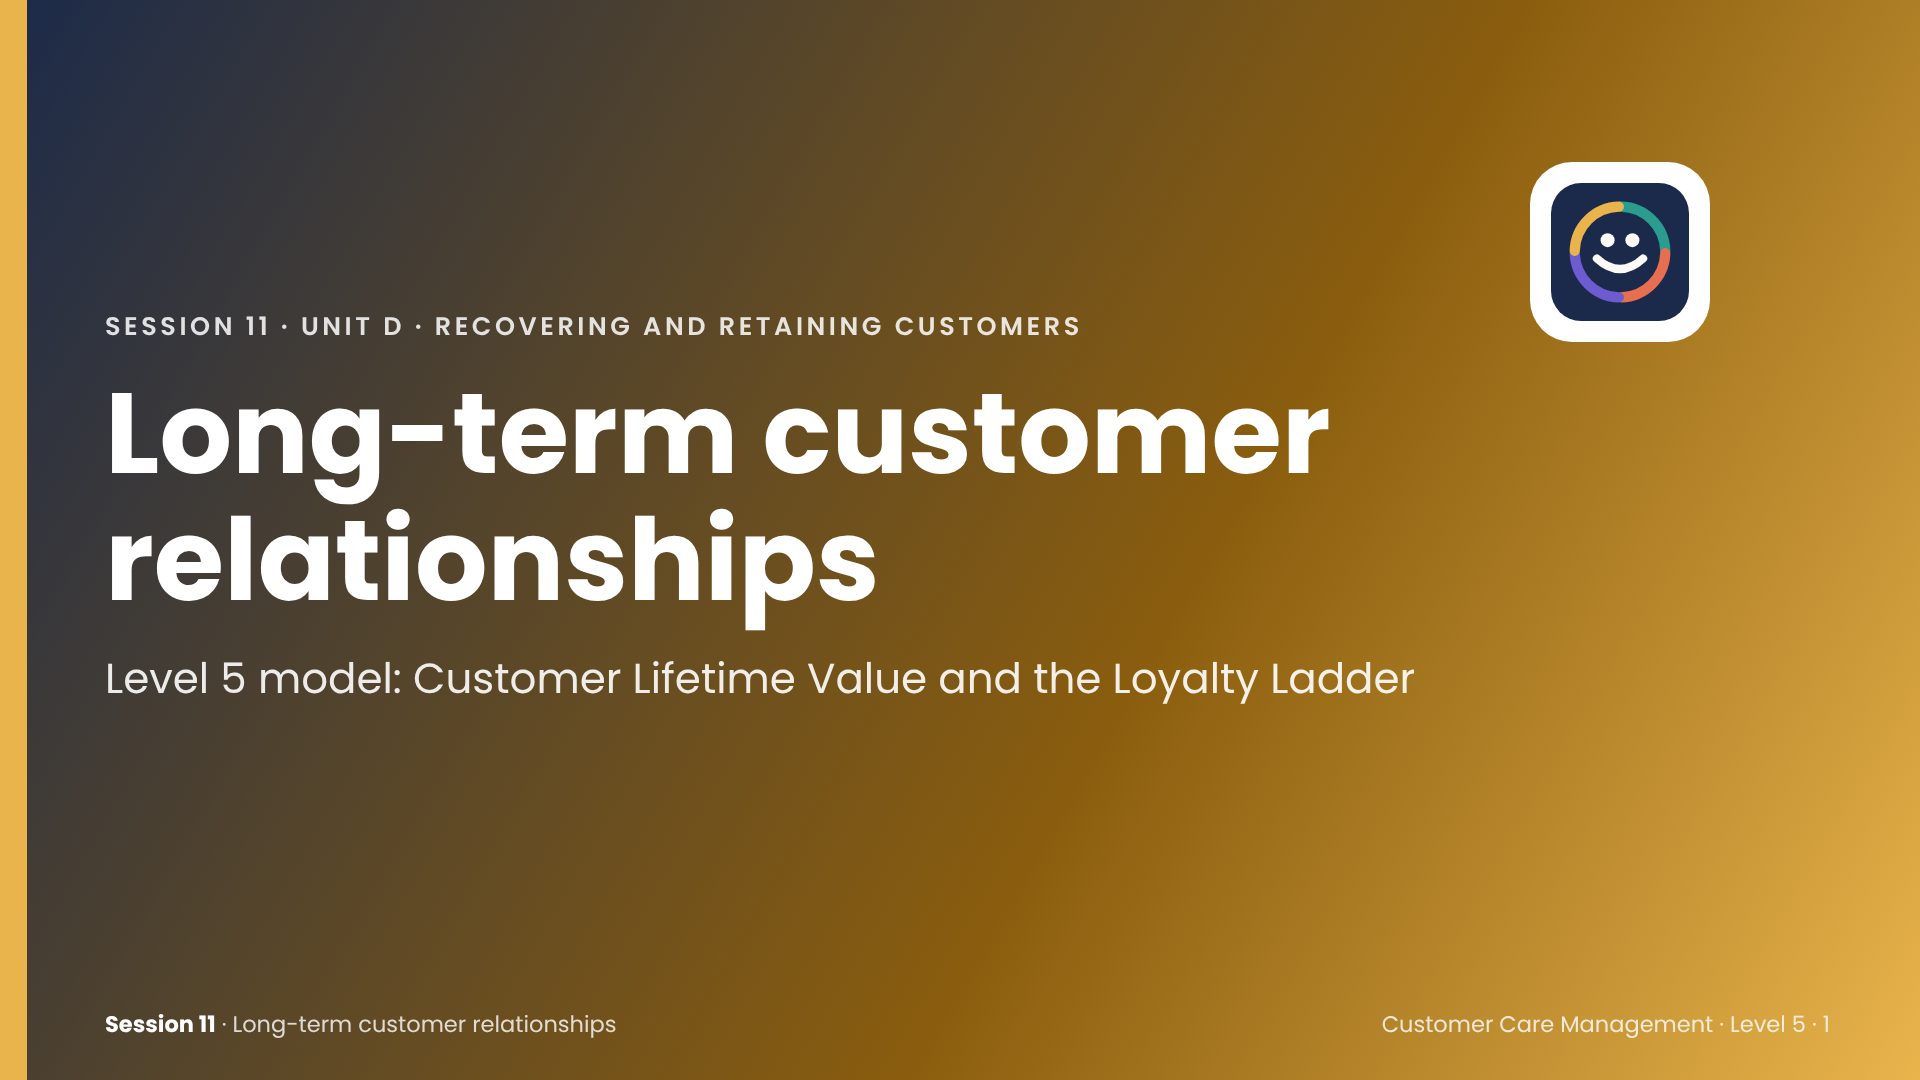 SESSION 11 · UNIT D · RECOVERING AND RETAINING CUSTOMERS
Long-term customer
relationships
Level 5 model: Customer Lifetime Value and the Loyalty Ladder
Session 11 · Long-term customer relationships
Customer Care Management · Level 5 · 1